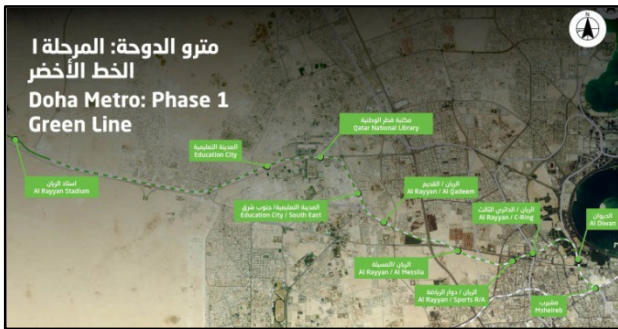 N
مترو الدوحة: المرحلة ١
الخط الأخضر
Doha Metro: Phase 1
Green Line
مكتبة قطر الوطنية
Qatar National Library
المدينة التعليمية
Education City
استاد الريان
Al Rayyan Stadium
الريان / القديم
Al Rayyan / Al Qadeem
المدينة التعليمية/ جنوب شرق
Education City / South East
الريان / الدائري الثالث
Al Rayyan / C-Ring
الديوان
Al Diwan
الريان /المسيلة
Al Rayyan / Al Messila
الريان / دوار الرياضة
Al Rayyan / Sports R/A
مشيرب
Msheireb